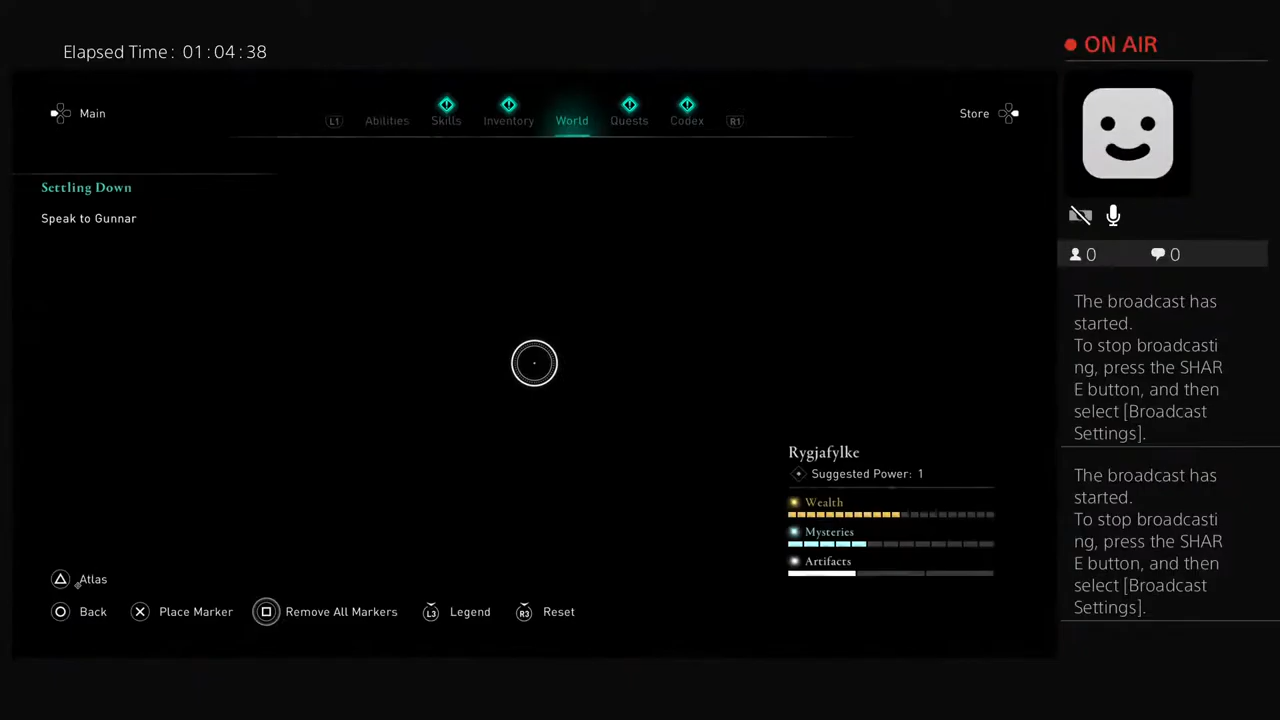 Elapsed Time: 01:04:38
ON AIR
Main
L1
Abilities
Skills
Inventory
World
Quests
Codex
R1
Store
Settling Down
Speak to Gunnar
0
0
The broadcast has
started.
To stop broadcasti
ng, press the SHAR
E button, and then
select [Broadcast
Settings].
Rygjafylke
Suggested Power: 1
Wealth
Mysteries
Artifacts
The broadcast has
started.
To stop broadcasti
ng, press the SHAR
E button, and then
select [Broadcast
Settings].
Atlas
Back
Place Marker
Remove All Markers
L3
Legend
R3
Reset